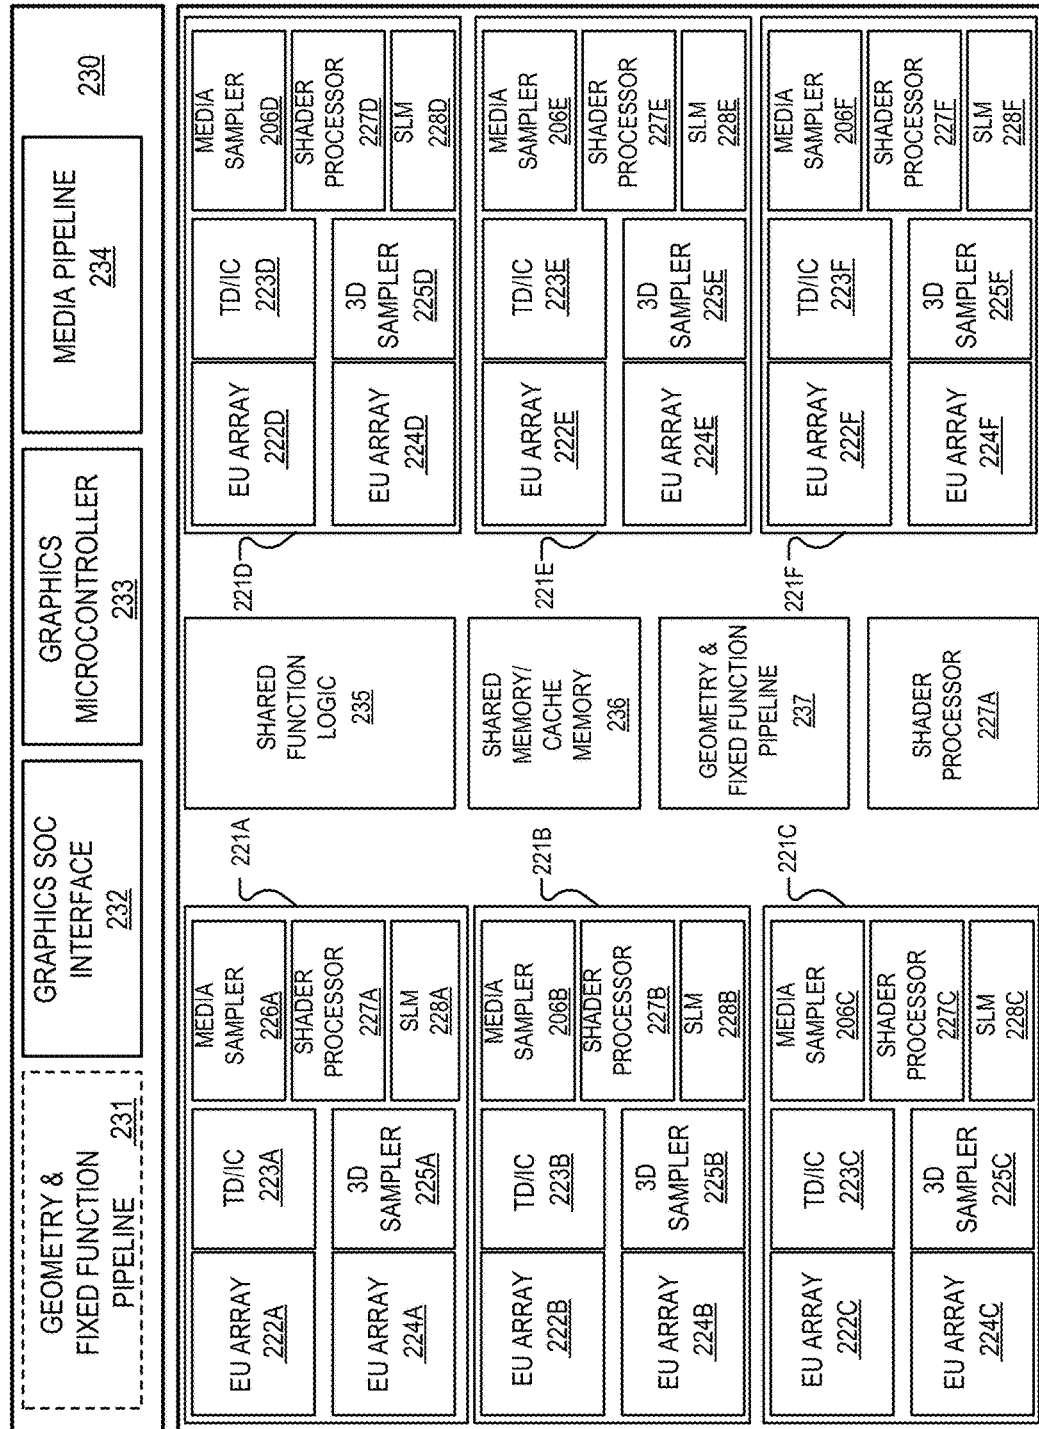 GEOMETRY &
FIXED FUNCTION
PIPELINE
231
GRAPHICS SOC
INTERFACE
232
GRAPHICS
MICROCONTROLLER
233
MEDIA PIPELINE
234
230
EU ARRAY
222A
TD/IC
223A
MEDIA
SAMPLER
226A
EU ARRAY
224A
3D
SAMPLER
225A
SHADER
PROCESSOR
227A
SLM
228A
221A
SHARED
FUNCTION
LOGIC
235
221D
EU ARRAY
222D
TD/IC
223D
MEDIA
SAMPLER
206D
EU ARRAY
224D
3D
SAMPLER
225D
SHADER
PROCESSOR
227D
SLM
228D
EU ARRAY
222B
TD/IC
223B
MEDIA
SAMPLER
206B
EU ARRAY
224B
3D
SAMPLER
225B
SHADER
PROCESSOR
227B
SLM
228B
221B
SHARED
MEMORY/
CACHE
MEMORY
236
221E
EU ARRAY
222E
TD/IC
223E
MEDIA
SAMPLER
206E
EU ARRAY
224E
3D
SAMPLER
225E
SHADER
PROCESSOR
227E
SLM
228E
GEOMETRY &
FIXED FUNCTION
PIPELINE
237
EU ARRAY
222C
TD/IC
223C
MEDIA
SAMPLER
206C
EU ARRAY
224C
3D
SAMPLER
225C
SHADER
PROCESSOR
227C
SLM
228C
221C
SHADER
PROCESSOR
227A
221F
EU ARRAY
222F
TD/IC
223F
MEDIA
SAMPLER
206F
EU ARRAY
224F
3D
SAMPLER
225F
SHADER
PROCESSOR
227F
SLM
228F